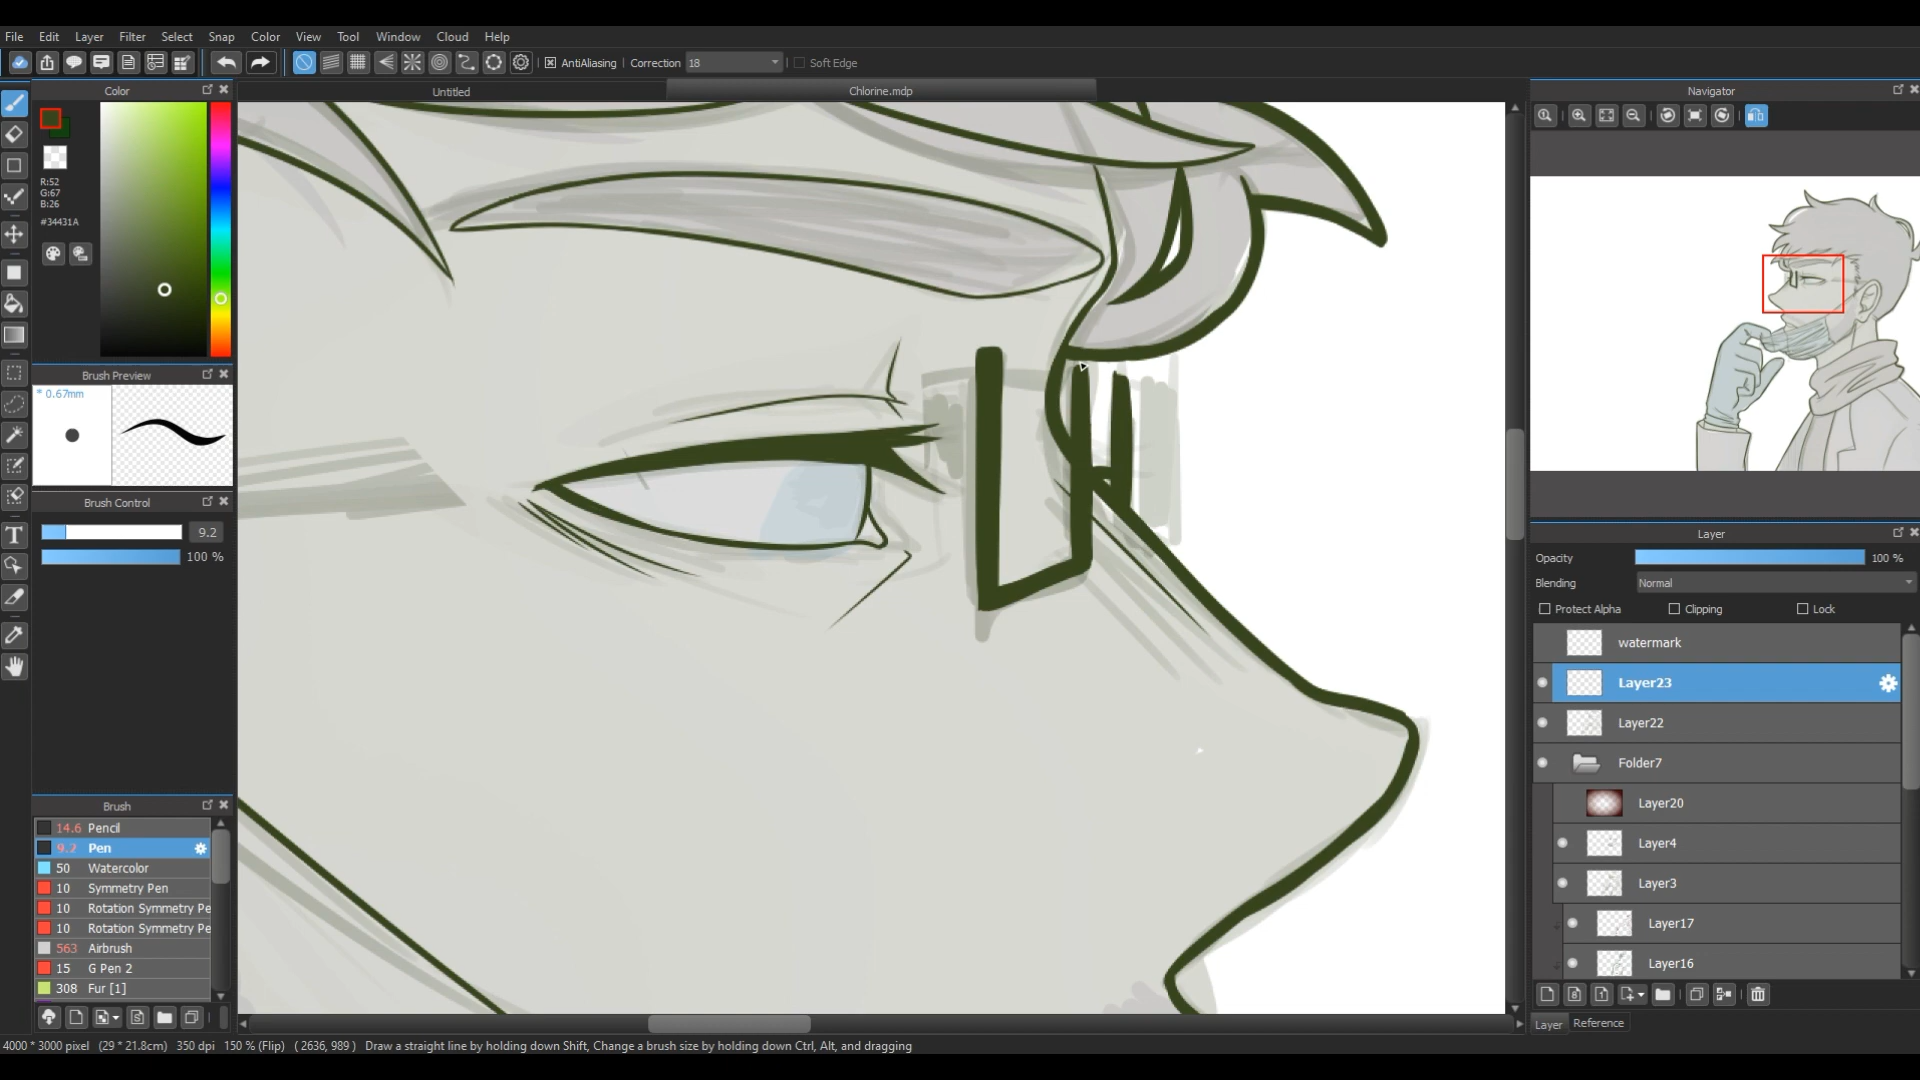 File Edit Layer Filter Select Snap Color View Tool Window Cloud Help
AntiAliasing Correction 18 Soft Edge
Color
Untitled
Chlorine.mdp
Navigator
R:52
G:67
B:26
#34431A
Brush Preview
* 0.67mm
Brush Control
9.2
100 %
Brush
14.6 Pencil
9.2 Pen
50 Watercolor
10 Symmetry Pen
10 Rotation Symmetry Pe
10 Rotation Symmetry Pe
563 Airbrush
15 G Pen 2
308 Fur [1]
Layer
Opacity 100 %
Blending Normal
Protect Alpha Clipping Lock
watermark
Layer23
Layer22
Folder7
Layer20
Layer4
Layer3
Layer17
Layer16
Layer Reference
4000 * 3000 pixel (29 * 21.8cm) 350 dpi 150 % (Flip) ( 2636, 989 ) Draw a straight line by holding down Shift, Change a brush size by holding down Ctrl, Alt, and dragging